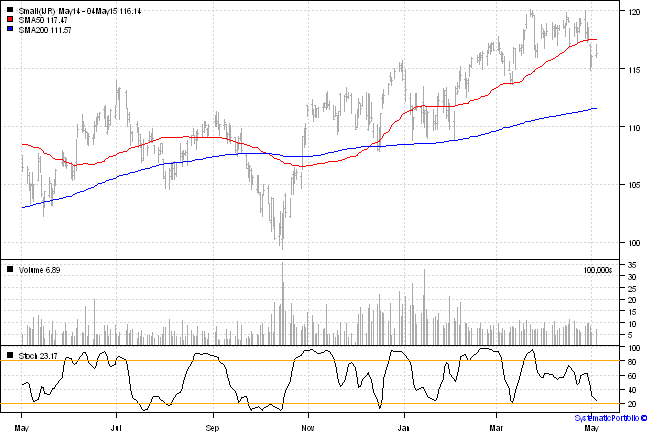 Small(IJR) May14 - 04May15 116.14
SMA50 117.47
SMA200 111.57
120
115
110
105
100
Volume 6.89
100,000s
35
30
25
20
15
10
5
Stoch 23.17
100
80
60
40
20
May Jul Sep Nov Jan Mar May
SystematicPortfolio ©